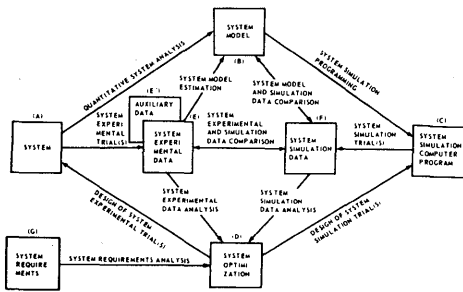 SYSTEM
MODEL
(B)
QUANTITATIVE SYSTEM ANALYSIS
SYSTEM MODEL
ESTIMATION
SYSTEM MODEL
AND SIMULATION
DATA COMPARISON
SYSTEM SIMULATION
PROGRAMMING
(E')
AUXILIARY
DATA
(A)
SYSTEM
SYSTEM
EXPERI
MENTAL
TRIAL(S)
(E)
SYSTEM
EXPERI
MENTAL
DATA
SYSTEM
EXPERIMENTAL
AND SIMULATION
DATA COMPARISON
(F)
SYSTEM
SIMULATION
DATA
SYSTEM
SIMULATION
TRIAL(S)
(C)
SYSTEM
SIMULATION
COMPUTER
PROGRAM
DESIGN OF SYSTEM
EXPERIMENTAL TRIAL(S)
SYSTEM
EXPERIMENTAL
DATA ANALYSIS
SYSTEM
SIMULATION
DATA ANALYSIS
DESIGN OF SYSTEM
SIMULATION TRIAL(S)
(G)
SYSTEM
REQUIRE
MENTS
SYSTEM REQUIREMENTS ANALYSIS
(D)
SYSTEM
OPTIMI
ZATION